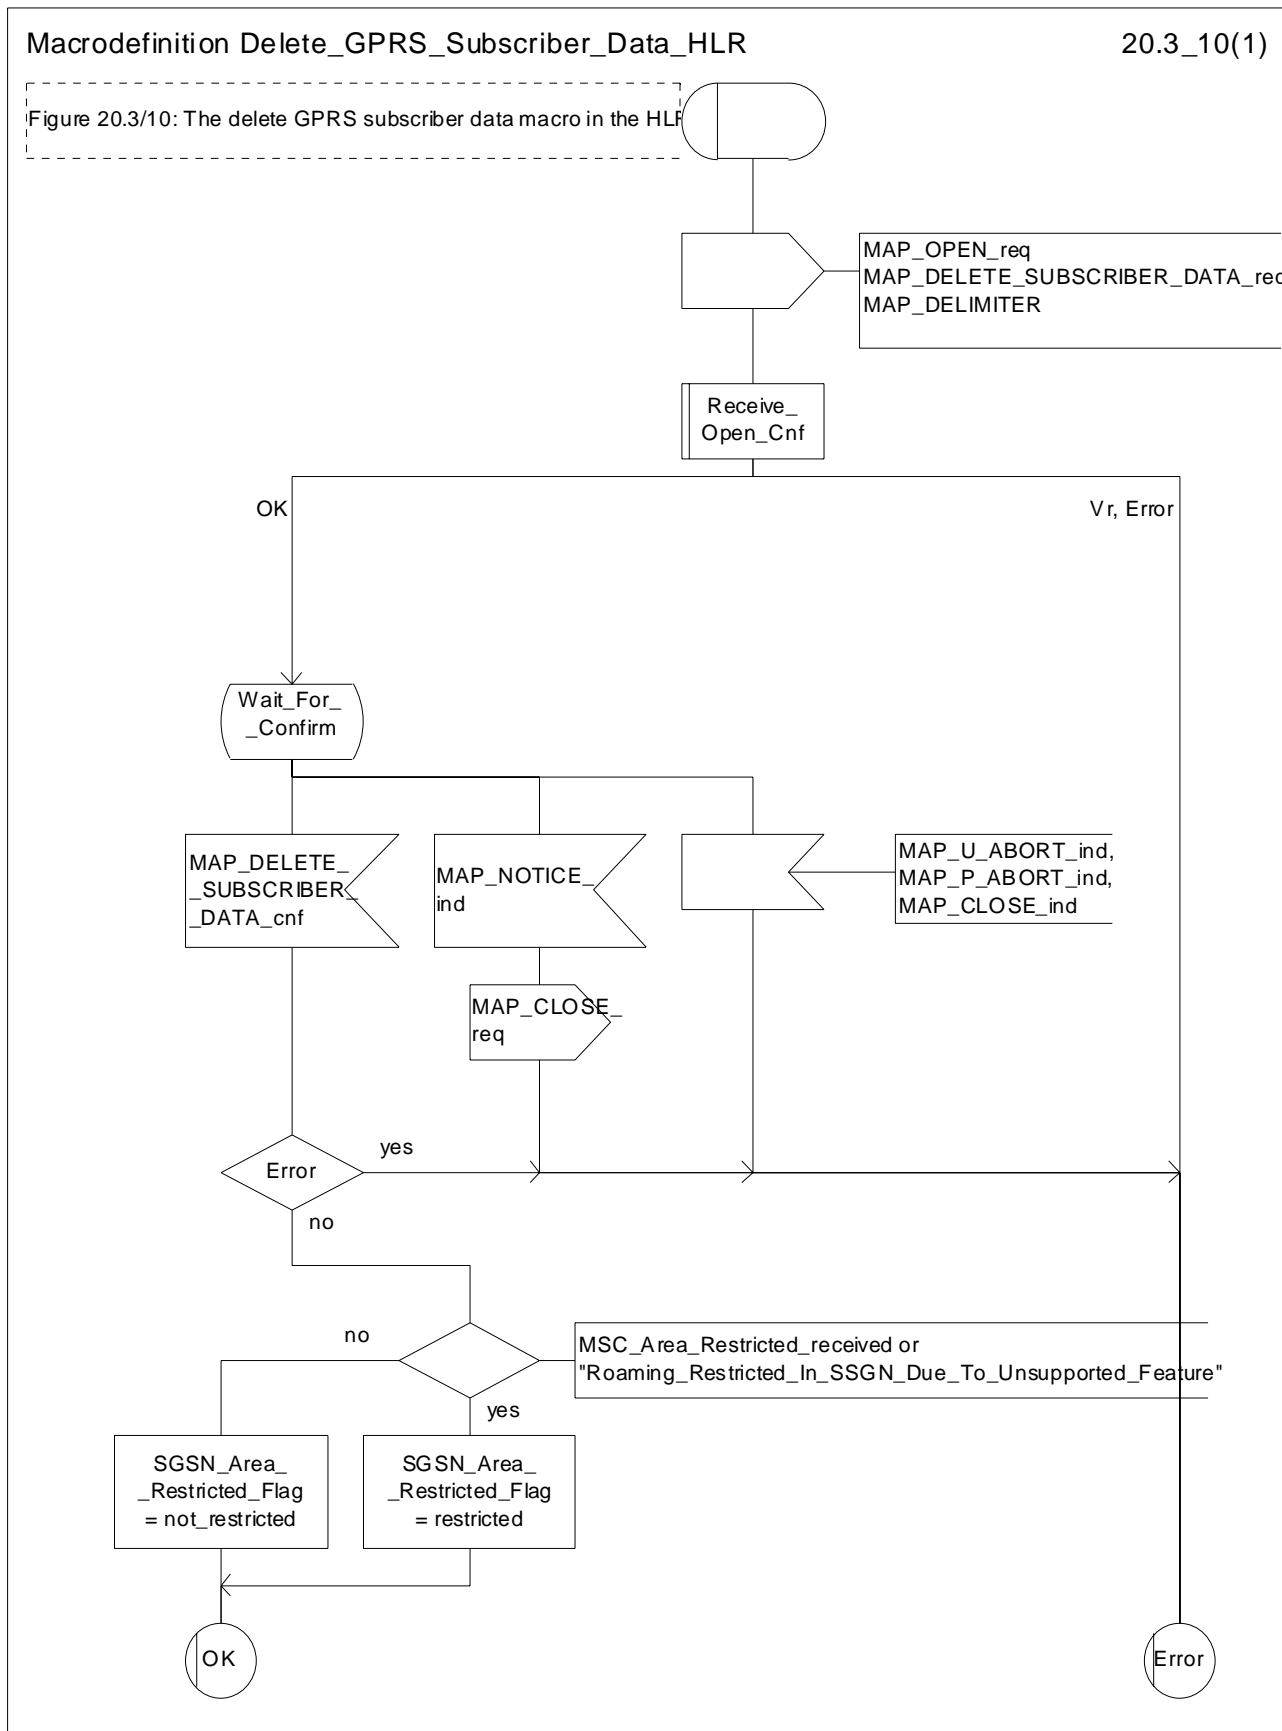 Macrodefinition Delete_GPRS_Subscriber_Data_HLR
20.3_10(1)
Figure 20.3/10: The delete GPRS subscriber data macro in the HLR
MAP_OPEN_req
MAP_DELETE_SUBSCRIBER_DATA_req
MAP_DELIMITER
Receive_
Open_Cnf
OK
Vr, Error
Wait_For_
_Confirm
MAP_DELETE_
_SUBSCRIBER_
_DATA_cnf
MAP_NOTICE_
ind
MAP_U_ABORT_ind,
MAP_P_ABORT_ind,
MAP_CLOSE_ind
MAP_CLOSE_
req
Error
yes
no
no
MSC_Area_Restricted_received or
"Roaming_Restricted_In_SSGN_Due_To_Unsupported_Feature"
yes
SGSN_Area_
_Restricted_Flag
= not_restricted
SGSN_Area_
_Restricted_Flag
= restricted
OK
Error